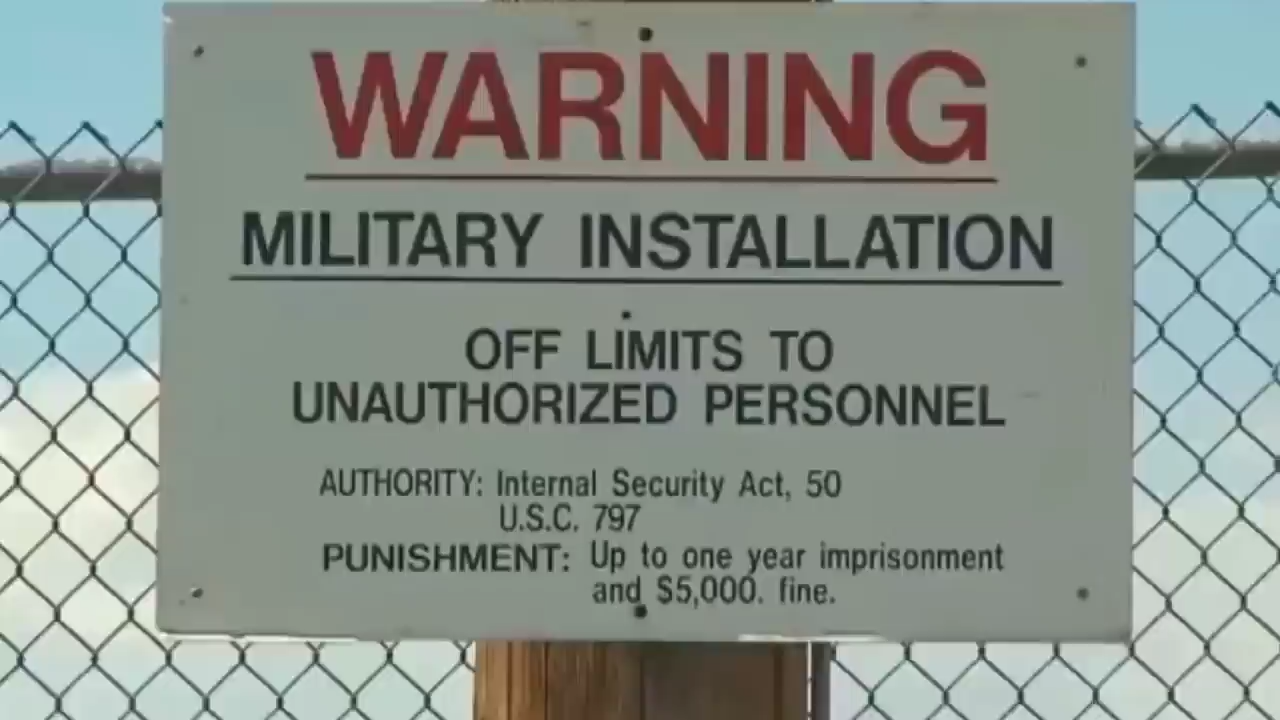 WARNING
MILITARY INSTALLATION
OFF LIMITS TO
UNAUTHORIZED PERSONNEL
AUTHORITY: Internal Security Act, 50
U.S.C. 797
PUNISHMENT: Up to one year imprisonment
and $5,000. fine.